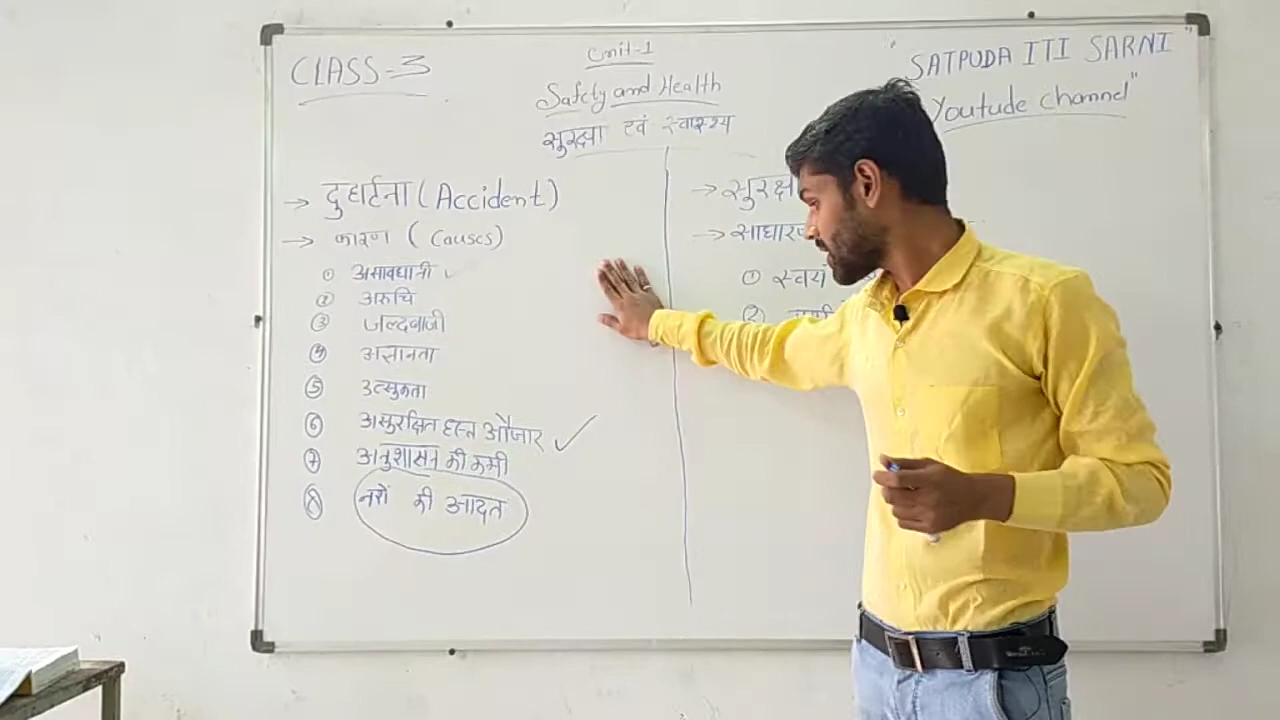 CLASS-3
Unit-1
Safety and Health
सुरक्षा एवं स्वास्थ्य
"SATPUDA ITI SARNI
Youtude channel"
→ दुर्घटना (Accident)
→ कारण (Causes)
① असावधानी ✓
② अरुचि
③ जल्दबाजी
④ अज्ञानता
⑤ उत्सुकता
⑥ असुरक्षित हस्त औजार ✓
⑦ अनुशासन की कमी
⑧ नशे की आदत
→ सुरक्षा
→
① स्वयं
②